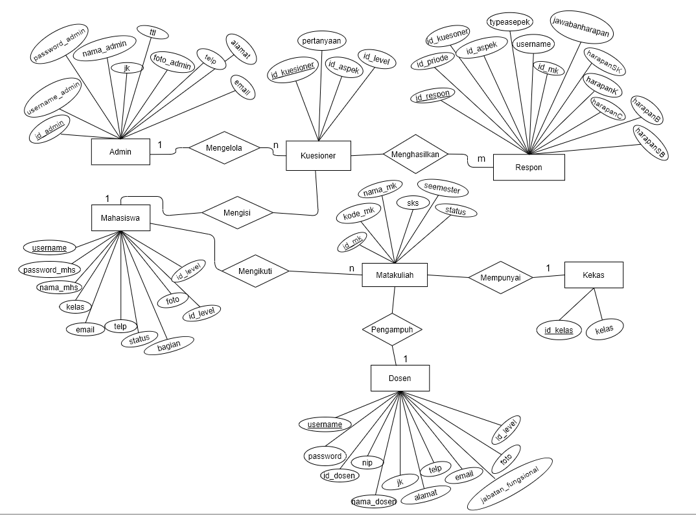 password_admin
nama_admin
ttl
jk
foto_admin
telp
alamat
email
username_admin
id_admin
Admin
1
Mengelola
n
pertanyaan
id_kuesioner
id_aspek
id_level
Kuesioner
Menghasilkan
m
typeasepek
jawabanharapan
id_kuesoner
id_aspek
username
id_priode
id_mk
harapanSK
harapanK
id_respon
harapanC
harapanB
harapanSB
Respon
1
Mahasiswa
Mengisi
username
password_mhs
nama_mhs
kelas
email
telp
status
bagian
foto
id_level
id_level
Mengikuti
n
nama_mk
seemester
kode_mk
sks
status
id_mk
Matakuliah
Mempunyai
1
Kekas
id_kelas
kelas
Pengampuh
1
Dosen
username
password
id_dosen
nip
nama_dosen
jk
alamat
telp
email
jabatan_fungsional
foto
id_level